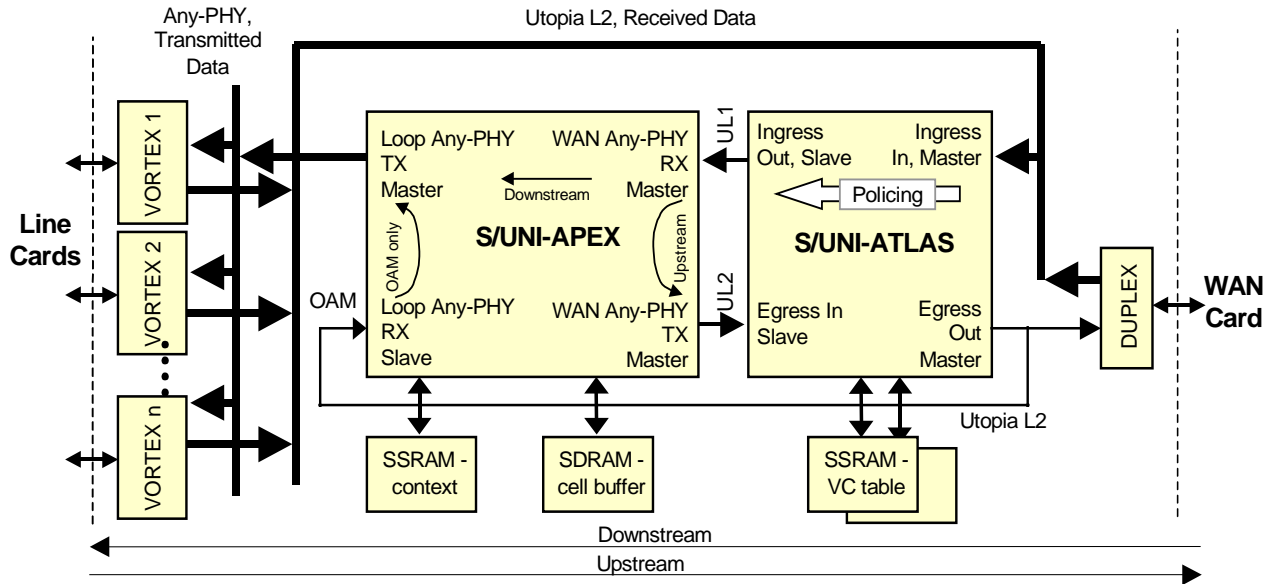 Any-PHY,
Transmitted
Data
Utopia L2, Received Data
Line
Cards
VORTEX 1
VORTEX 2
VORTEX n
OAM
Loop Any-PHY
TX
Master
WAN Any-PHY
RX
Master
Downstream
S/UNI-APEX
OAM only
Upstream
Loop Any-PHY
RX
Slave
WAN Any-PHY
TX
Master
UL1
UL2
Ingress
Out, Slave
Ingress
In, Master
Policing
S/UNI-ATLAS
Egress In
Slave
Egress
Out
Master
DUPLEX
WAN
Card
Utopia L2
SSRAM -
context
SDRAM -
cell buffer
SSRAM -
VC table
Downstream
Upstream